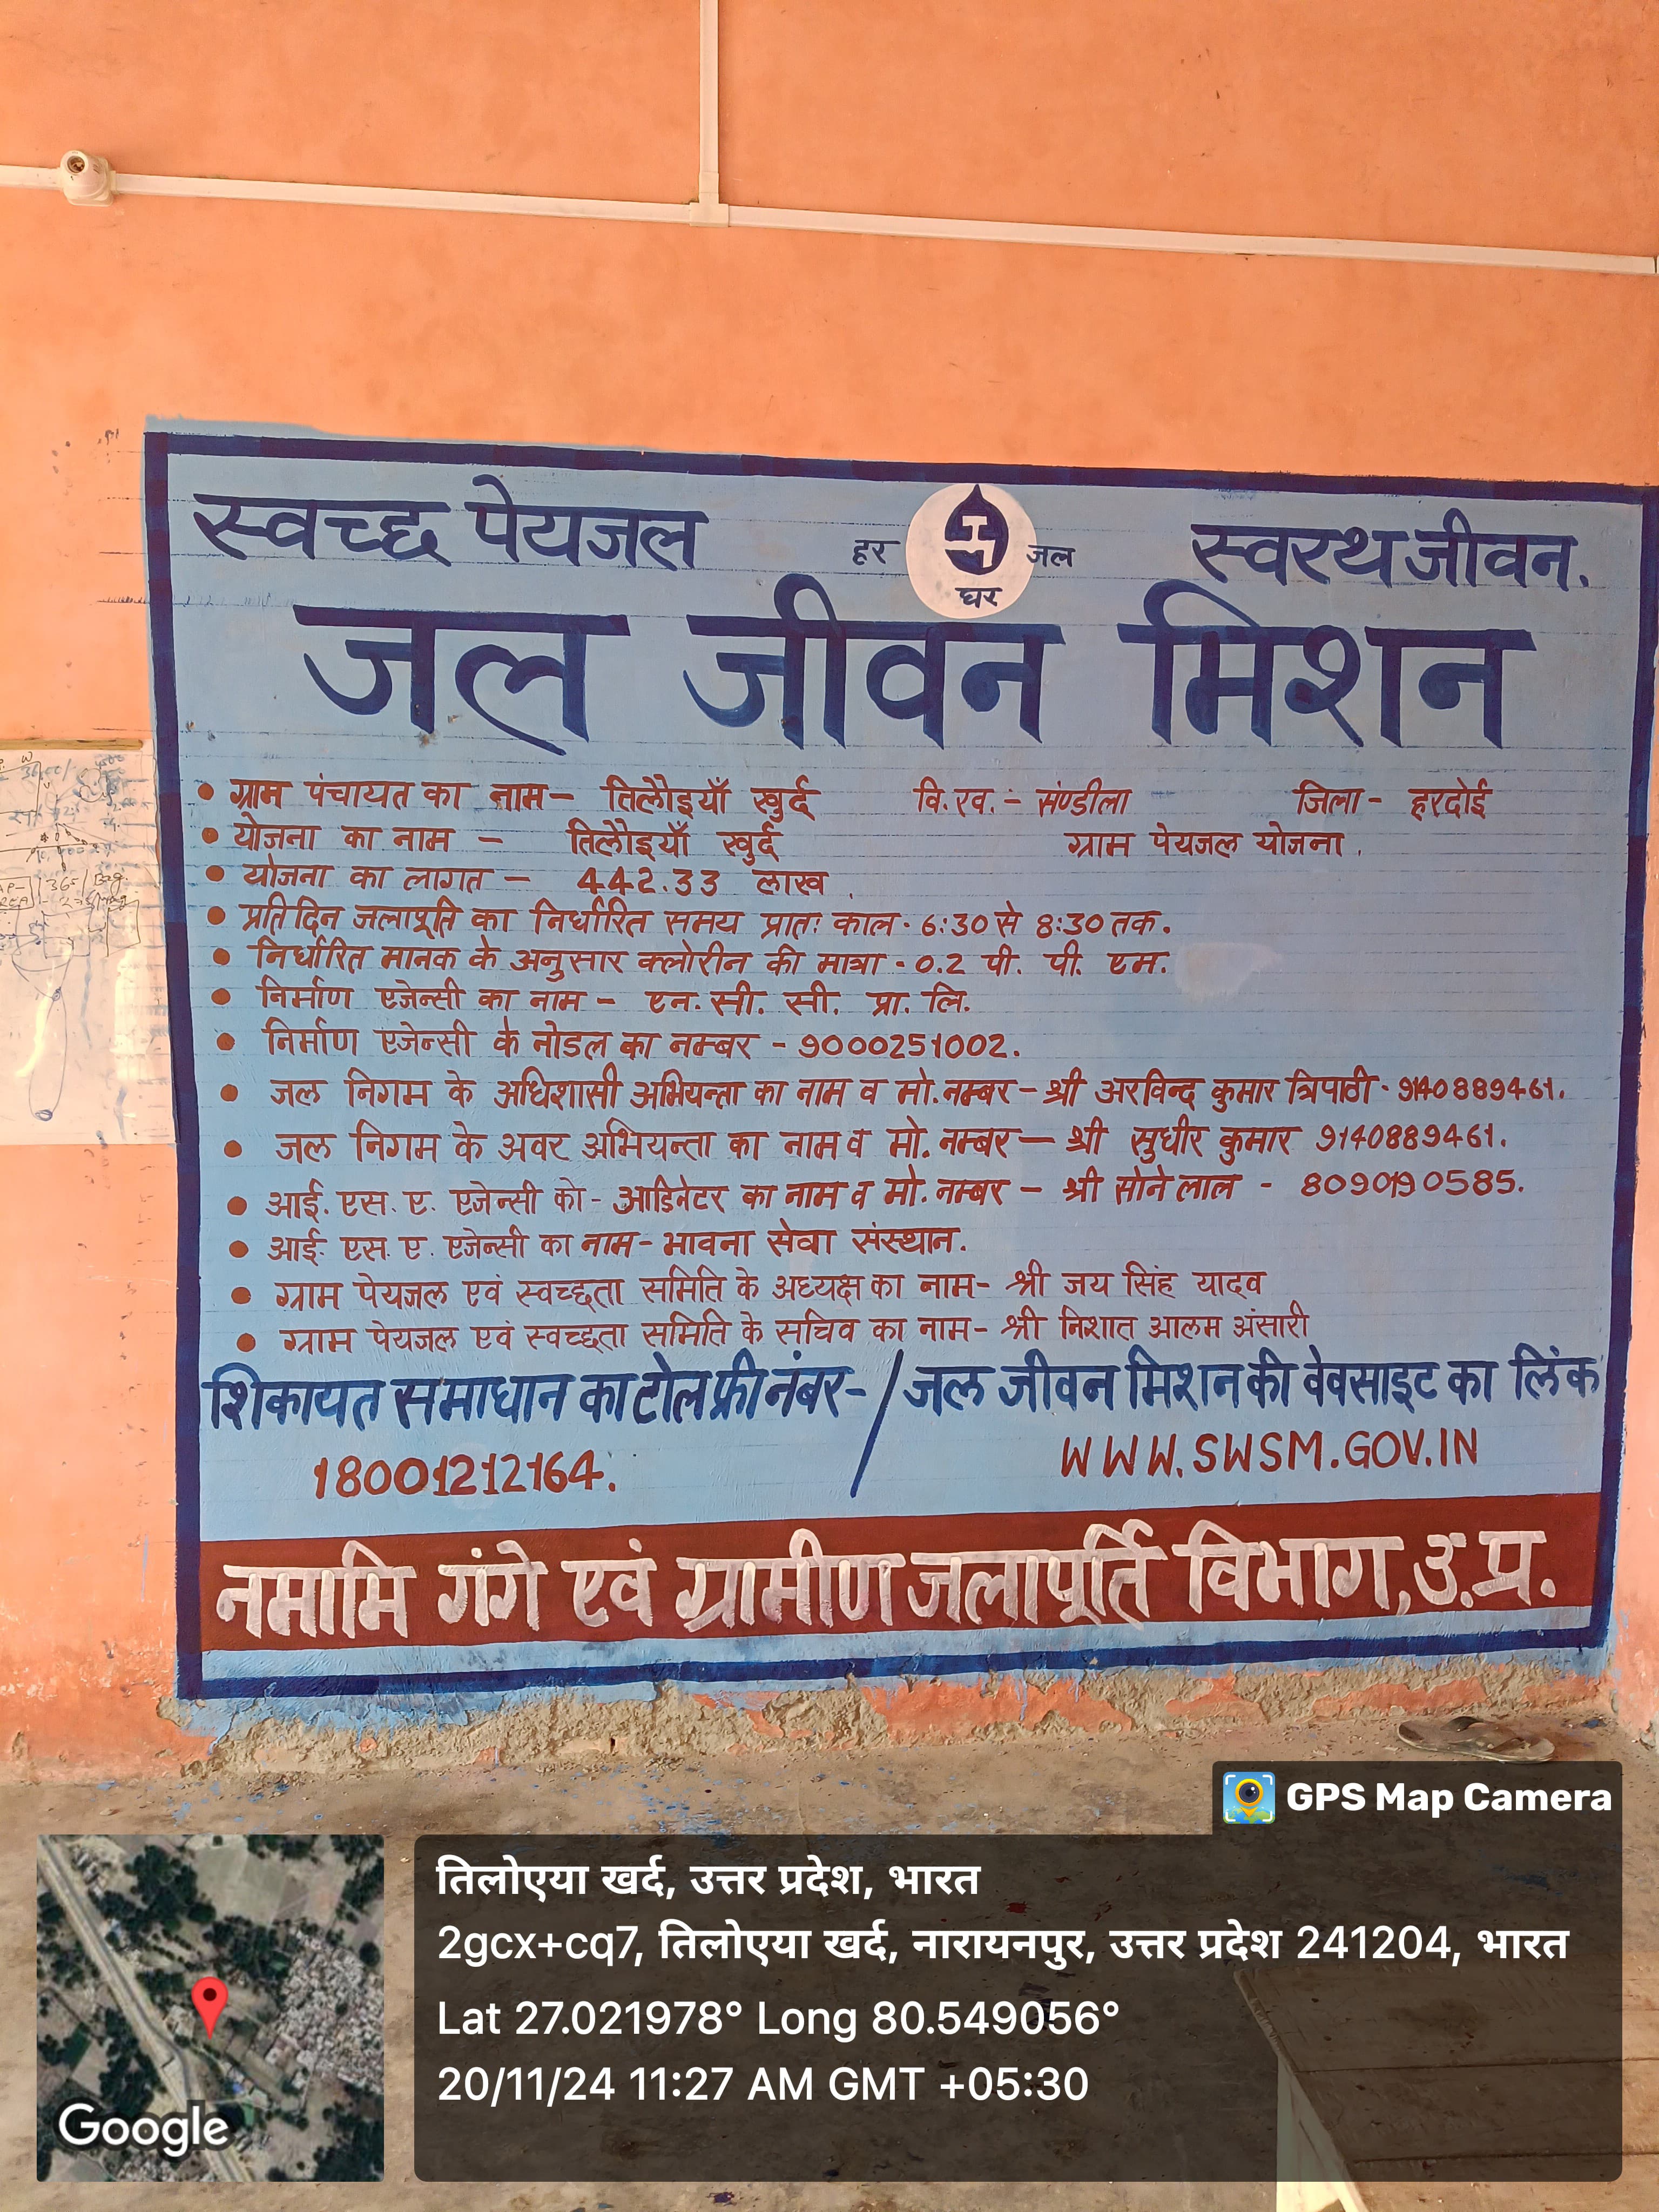 स्वच्छ पेयजल हर घर जल स्वस्थ जीवन.
जल जीवन मिशन
• ग्राम पंचायत का नाम – तिलौइयाँ खुर्द वि.ख. :- संण्डीला जिला - हरदोई
• योजना का नाम – तिलौइयाँ खुर्द ग्राम पेयजल योजना.
• योजना का लागत – 442.33 लाख.
• प्रतिदिन जलापूर्ति का निर्धारित समय प्रातः काल - 6:30 से 8:30 तक.
• निर्धारित मानक के अनुसार क्लोरीन की मात्रा - 0.2 पी. पी. एम.
• निर्माण एजेन्सी का नाम – एन. सी. सी. प्रा. लि.
• निर्माण एजेन्सी के नोडल का नम्बर - 9000251002.
• जल निगम के अधिशासी अभियन्ता का नाम व मो. नम्बर – श्री अरविन्द कुमार त्रिपाठी - 9140889461.
• जल निगम के अवर अभियन्ता का नाम व मो. नम्बर – श्री सुधीर कुमार 9140889461.
• आई. एस. ए. एजेन्सी को - आडिनेटर का नाम व मो. नम्बर – श्री सोनेलाल - 8090190585.
• आई. एस. ए. एजेन्सी का नाम - भावना सेवा संस्थान.
• ग्राम पेयजल एवं स्वच्छता समिति के अध्यक्ष का नाम - श्री जय सिंह यादव
• ग्राम पेयजल एवं स्वच्छता समिति के सचिव का नाम - श्री निशात आलम अंसारी
शिकायत समाधान का टोल फ्री नंबर - / जल जीवन मिशन की वेवसाइट का लिंक
18001212164. WWW.SWSM.GOV.IN
नमामि गंगे एवं ग्रामीण जलापूर्ति विभाग, उ.प्र.
GPS Map Camera
तिलोएया खर्द, उत्तर प्रदेश, भारत
2gcx+cq7, तिलोएया खर्द, नारायनपुर, उत्तर प्रदेश 241204, भारत
Lat 27.021978° Long 80.549056°
20/11/24 11:27 AM GMT +05:30
Google